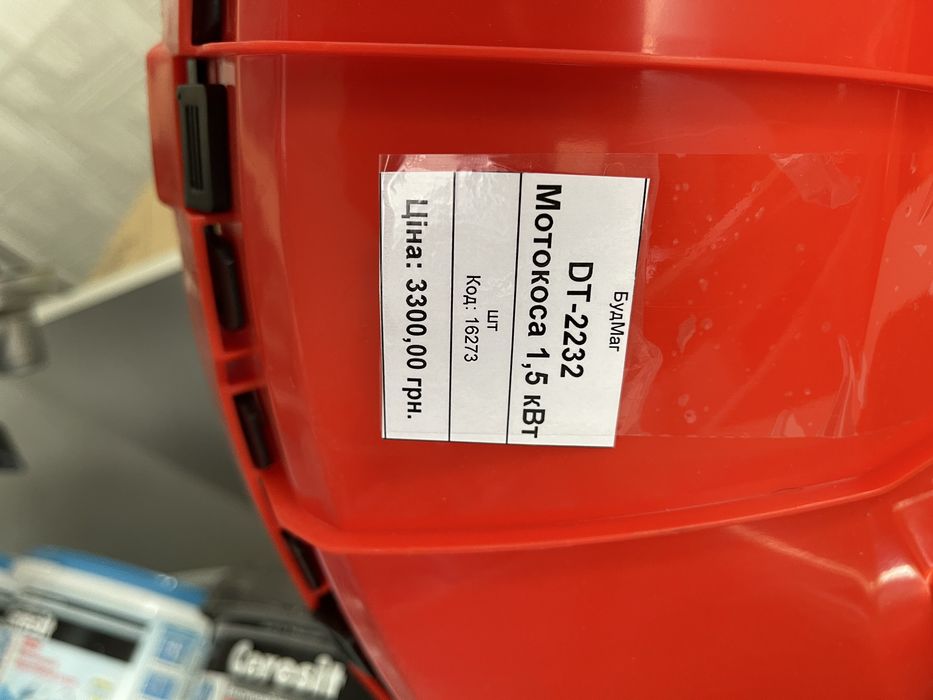 БудМаг
DT-2232
Мотокоса 1,5 кВт
шт
Код: 16273
Ціна: 3300,00 грн.
Ceresit